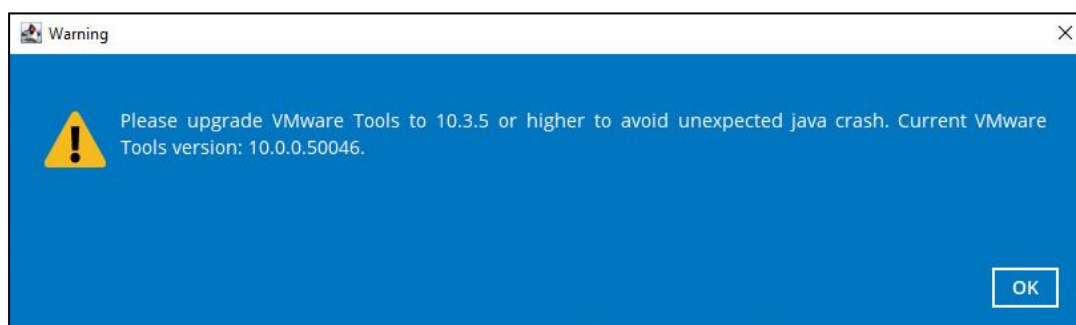 Warning
Please upgrade VMware Tools to 10.3.5 or higher to avoid unexpected java crash. Current VMware
Tools version: 10.0.0.50046.
OK